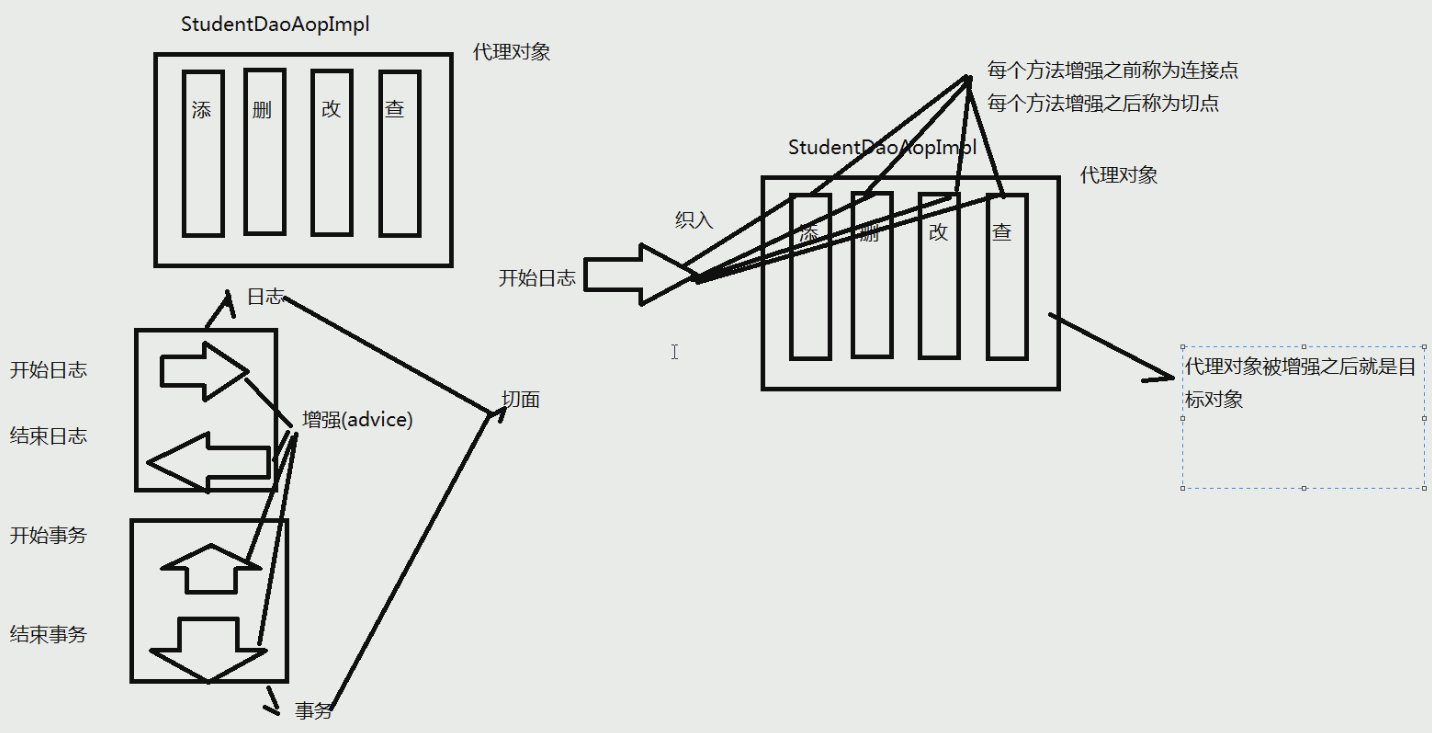 StudentDaoAopImpl
代理对象
添
删
改
查
日志
开始日志
结束日志
增强(advice)
切面
开始事务
结束事务
事务
每个方法增强之前称为连接点
每个方法增强之后称为切点
StudentDaoAopImpl
代理对象
织入
添
删
改
查
开始日志
代理对象被增强之后就是目
标对象